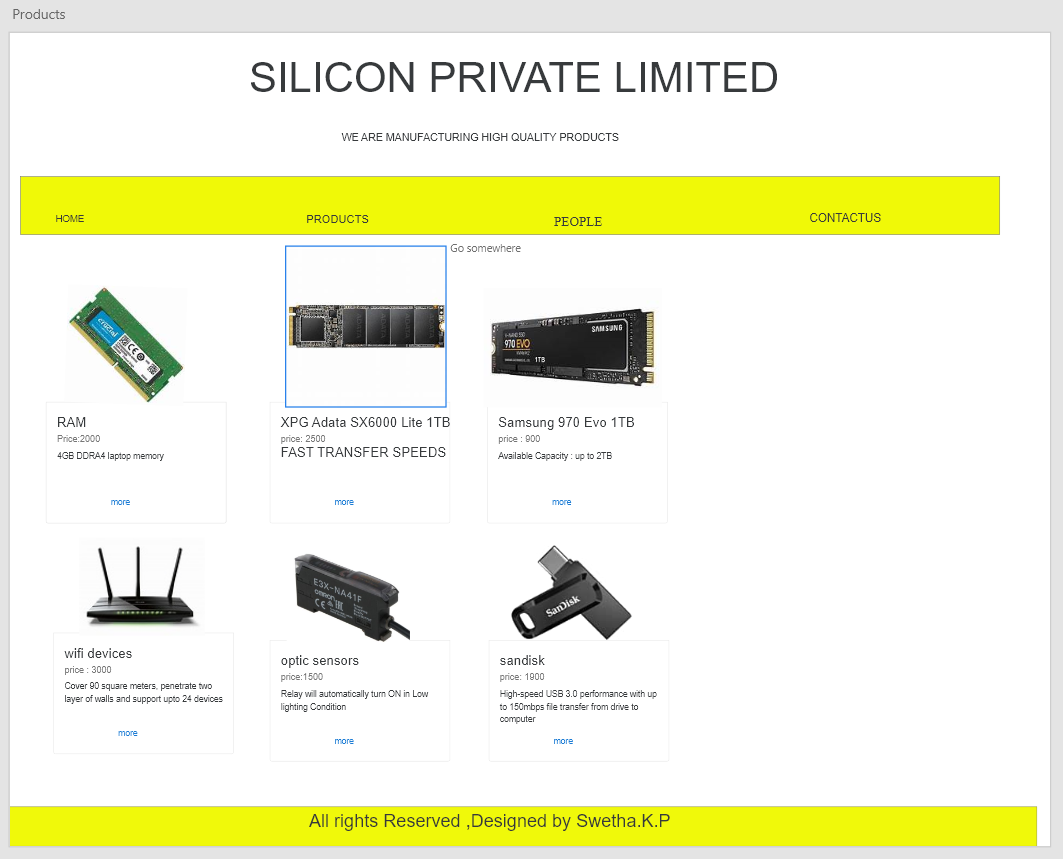 Products
SILICON PRIVATE LIMITED
WE ARE MANUFACTURING HIGH QUALITY PRODUCTS
HOME
PRODUCTS
PEOPLE
CONTACTUS
Go somewhere
crucial
CE
SAMSUNG
V-NAND SSD
970 EVO
NVMe M.2
1TB
RAM
Price:2000
4GB DDRA4 laptop memory
more
XPG Adata SX6000 Lite 1TB
price: 2500
FAST TRANSFER SPEEDS
more
Samsung 970 Evo 1TB
price : 900
Available Capacity : up to 2TB
more
E3X-NA41F
omron
CE
SanDisk
wifi devices
price : 3000
Cover 90 square meters, penetrate two
layer of walls and support upto 24 devices
more
optic sensors
price:1500
Relay will automatically turn ON in Low
lighting Condition
more
sandisk
price: 1900
High-speed USB 3.0 performance with up
to 150mbps file transfer from drive to
computer
more
All rights Reserved ,Designed by Swetha.K.P